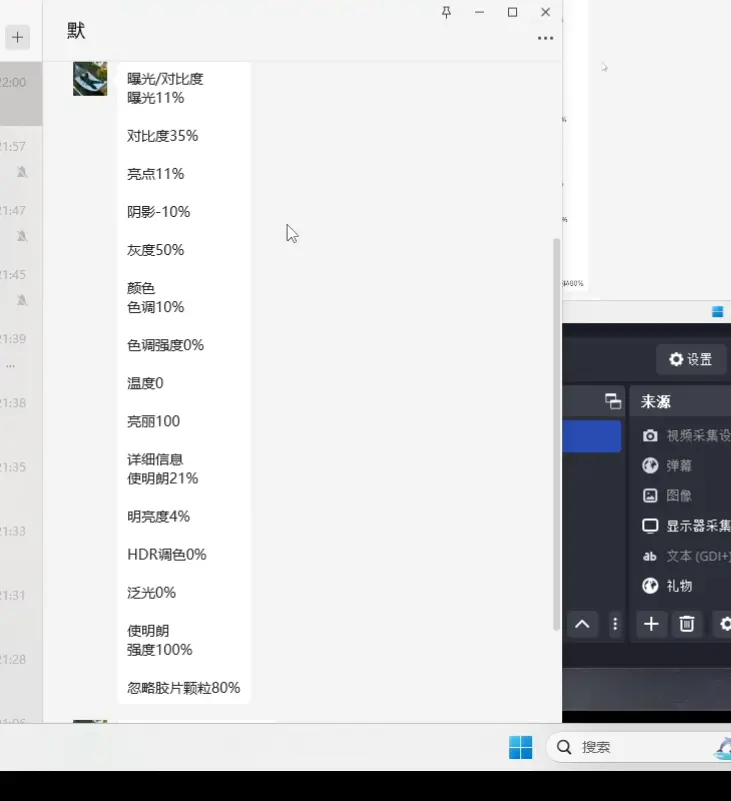 默
22:00
21:57
21:47
21:45
21:39
21:38
21:35
21:33
21:31
21:28
21:06
曝光/对比度
曝光11%
对比度35%
亮点11%
阴影-10%
灰度50%
颜色
色调10%
色调强度0%
温度0
亮丽100
详细信息
使明朗21%
明亮度4%
HDR调色0%
泛光0%
使明朗
强度100%
忽略胶片颗粒80%
设置
来源
视频采集设
弹幕
图像
显示器采集
ab 文本 (GDI+)
礼物
搜索